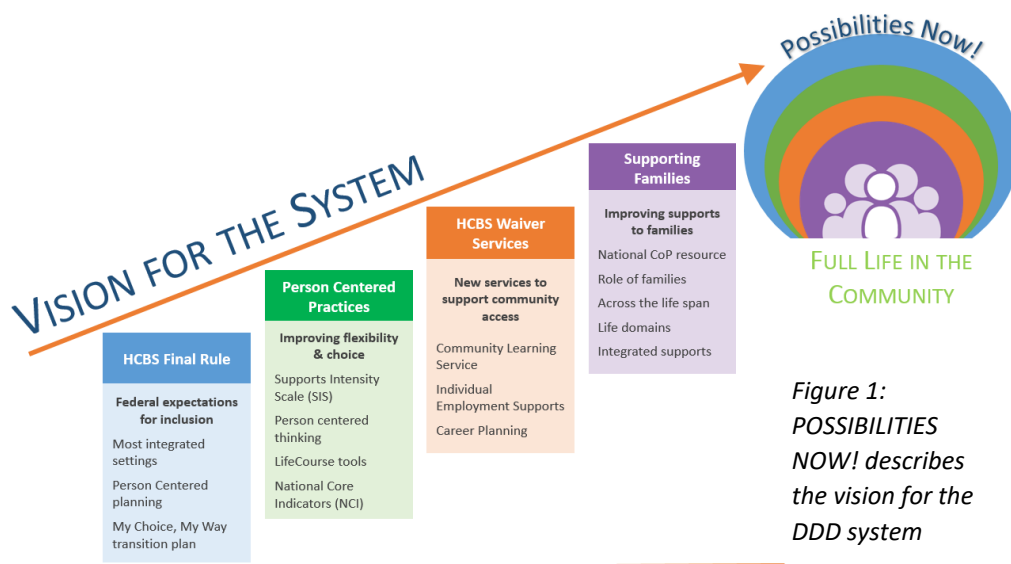 VISION FOR THE SYSTEM
Possibilities Now!
FULL LIFE IN THE
COMMUNITY
HCBS Final Rule
Federal expectations
for inclusion
Most integrated
settings
Person Centered
planning
My Choice, My Way
transition plan
Person Centered
Practices
Improving flexibility
& choice
Supports Intensity
Scale (SIS)
Person centered
thinking
LifeCourse tools
National Core
Indicators (NCI)
HCBS Waiver
Services
New services to
support community
access
Community Learning
Service
Individual
Employment Supports
Career Planning
Supporting
Families
Improving supports
to families
National CoP resource
Role of families
Across the life span
Life domains
Integrated supports
Figure 1:
POSSIBILITIES
NOW! describes
the vision for the
DDD system